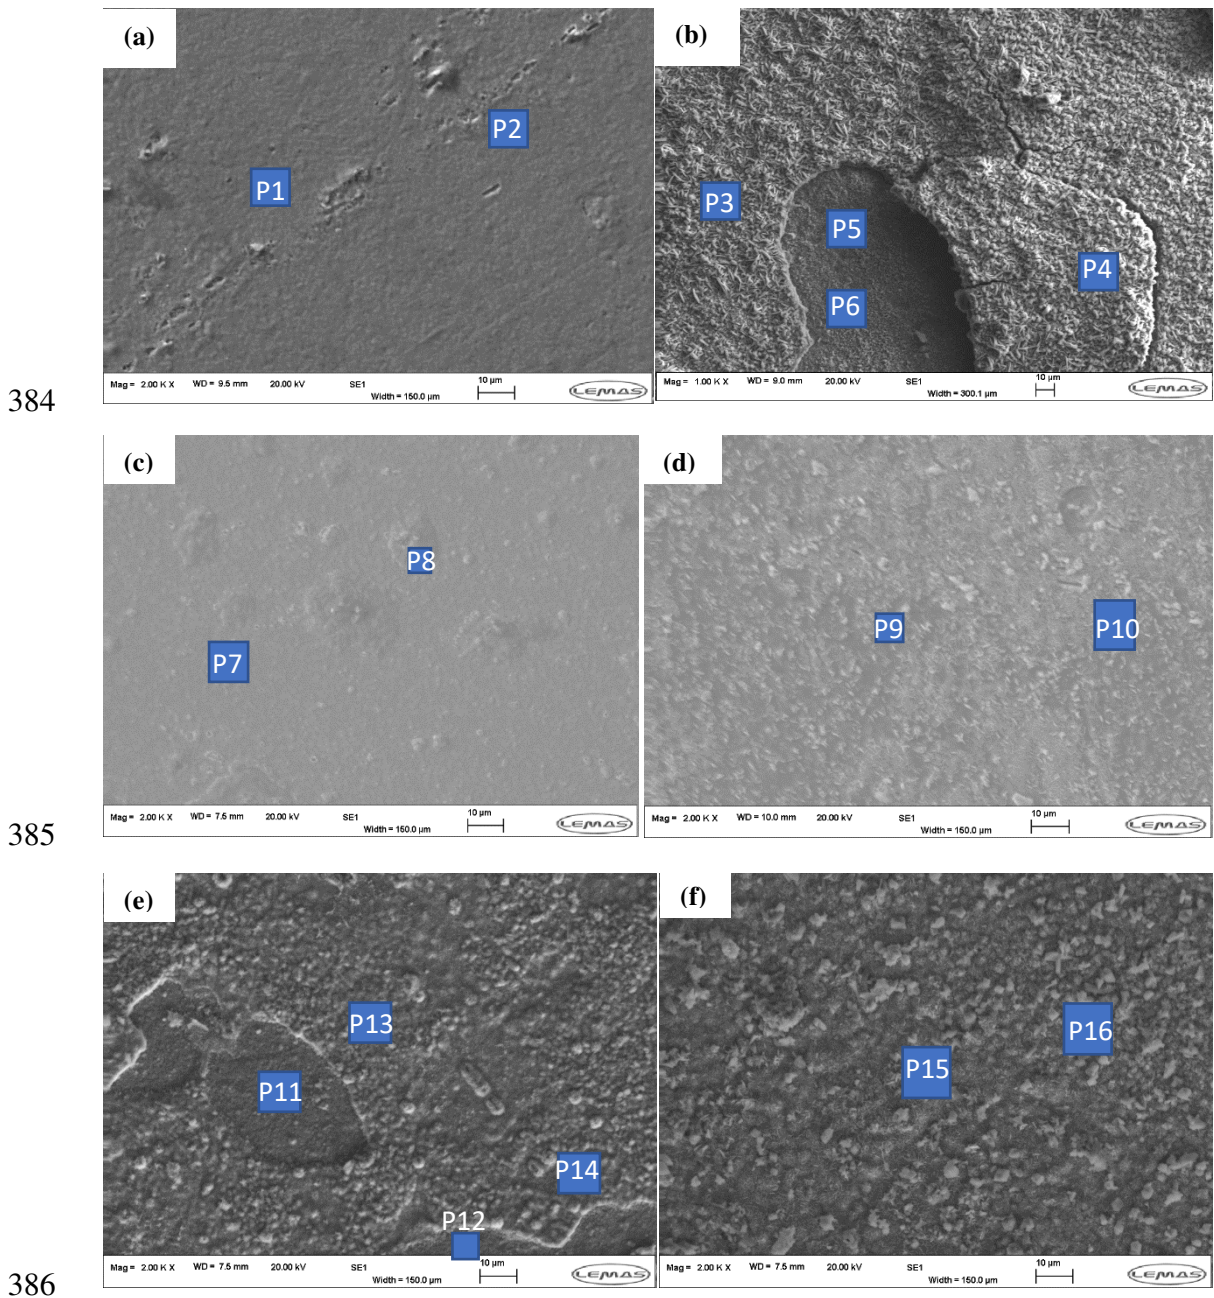 (a)
(b)
P2
P1
P3
P5
P4
P6
Mag = 2.00 K X WD = 9.5 mm 20.00 kV SE1 10 µm
Width = 150.0 µm LEMAS
Mag = 1.00 K X WD = 9.0 mm 20.00 kV SE1 10 µm
Width = 300.1 µm LEMAS
384
(c)
(d)
P8
P7
P9
P10
Mag = 2.00 K X WD = 7.5 mm 20.00 kV SE1 10 µm
Width = 150.0 µm LEMAS
Mag = 2.00 K X WD = 10.0 mm 20.00 kV SE1 10 µm
Width = 150.0 µm LEMAS
385
(e)
(f)
P13
P11
P14
P12
P16
P15
Mag = 2.00 K X WD = 7.5 mm 20.00 kV SE1 10 µm
Width = 150.0 µm LEMAS
Mag = 2.00 K X WD = 7.5 mm 20.00 kV SE1 10 µm
Width = 150.0 µm LEMAS
386